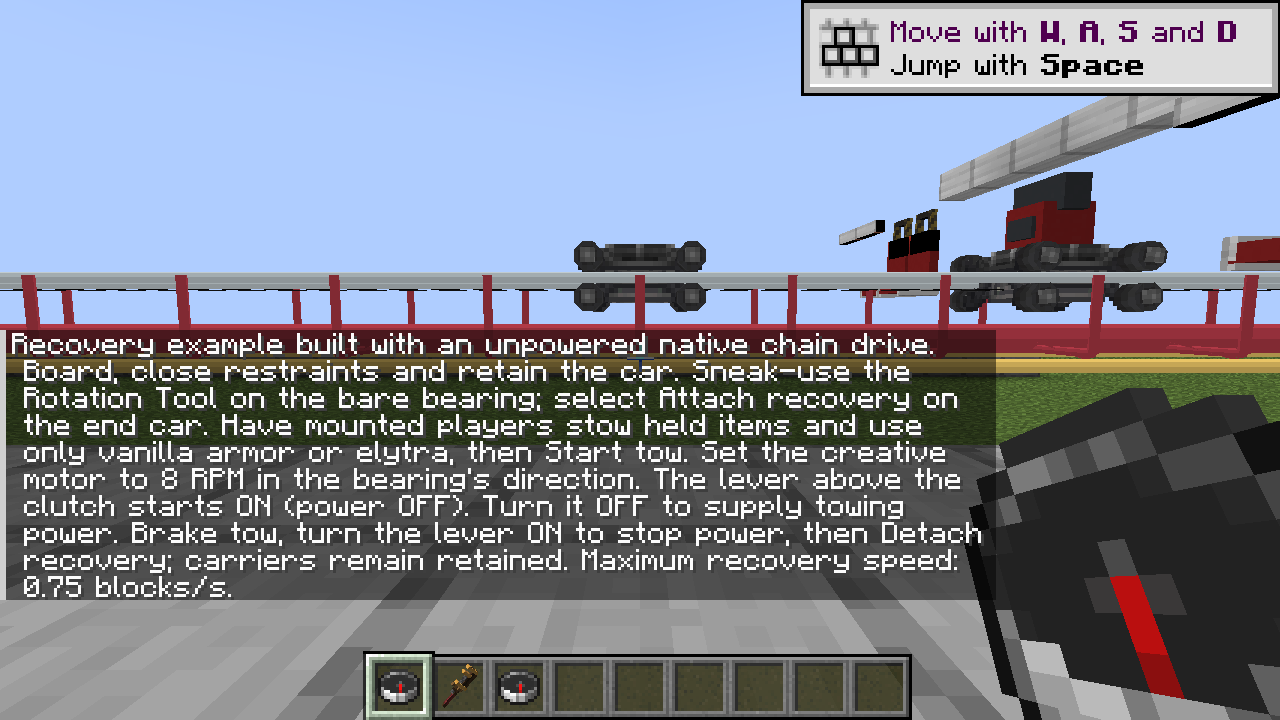 Move with W, A, S and D
Jump with Space
Recovery example built with an unpowered native chain drive.
Board, close restraints and retain the car. Sneak-use the
Rotation Tool on the bare bearing; select Attach recovery on
the end car. Have mounted players stow held items and use
only vanilla armor or elytra, then Start tow. Set the creative
motor to 8 RPM in the bearing's direction. The lever above the
clutch starts ON (power OFF). Turn it OFF to supply towing
power. Brake tow, turn the lever ON to stop power, then Detach
recovery; carriers remain retained. Maximum recovery speed:
0.75 blocks/s.